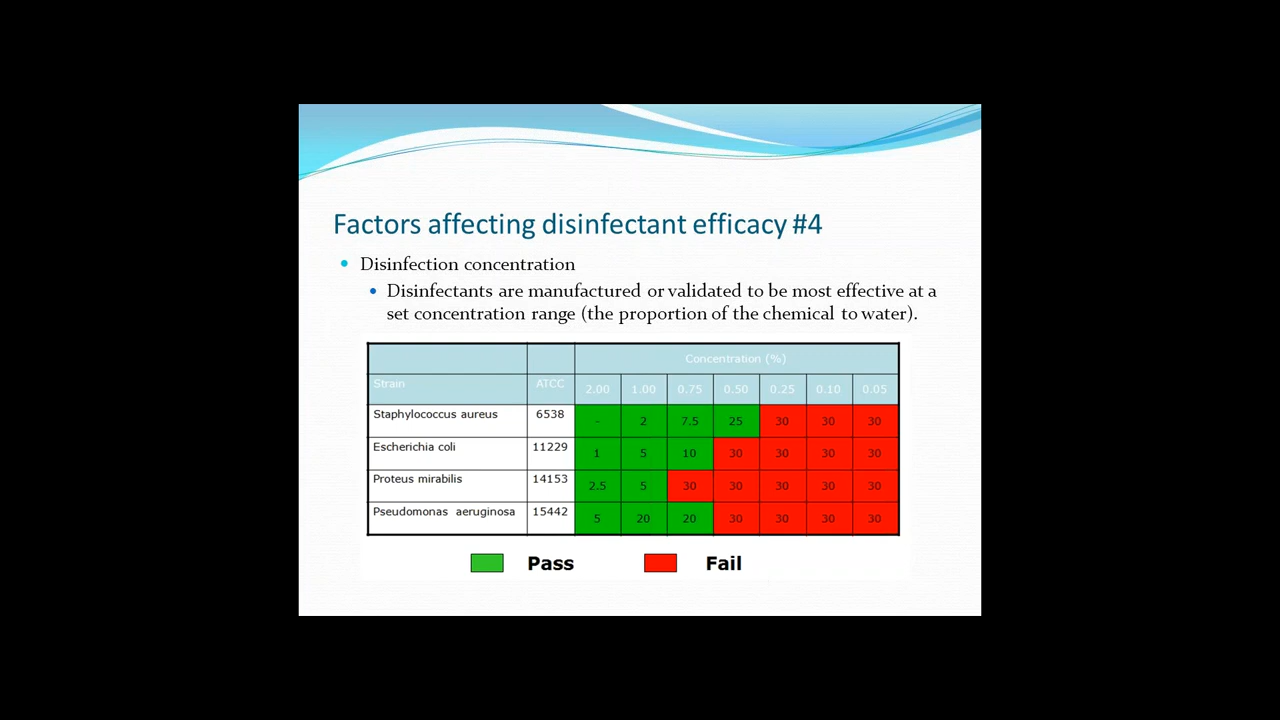 Factors affecting disinfectant efficacy #4
Disinfection concentration
Disinfectants are manufactured or validated to be most effective at a
set concentration range (the proportion of the chemical to water).
Concentration (%)
Strain ATCC 2.00 1.00 0.75 0.50 0.25 0.10 0.05
Staphylococcus aureus 6538 - 2 7.5 25 30 30 30
Escherichia coli 11229 1 5 10 30 30 30 30
Proteus mirabilis 14153 2.5 5 30 30 30 30 30
Pseudomonas aeruginosa 15442 5 20 20 30 30 30 30
Pass Fail